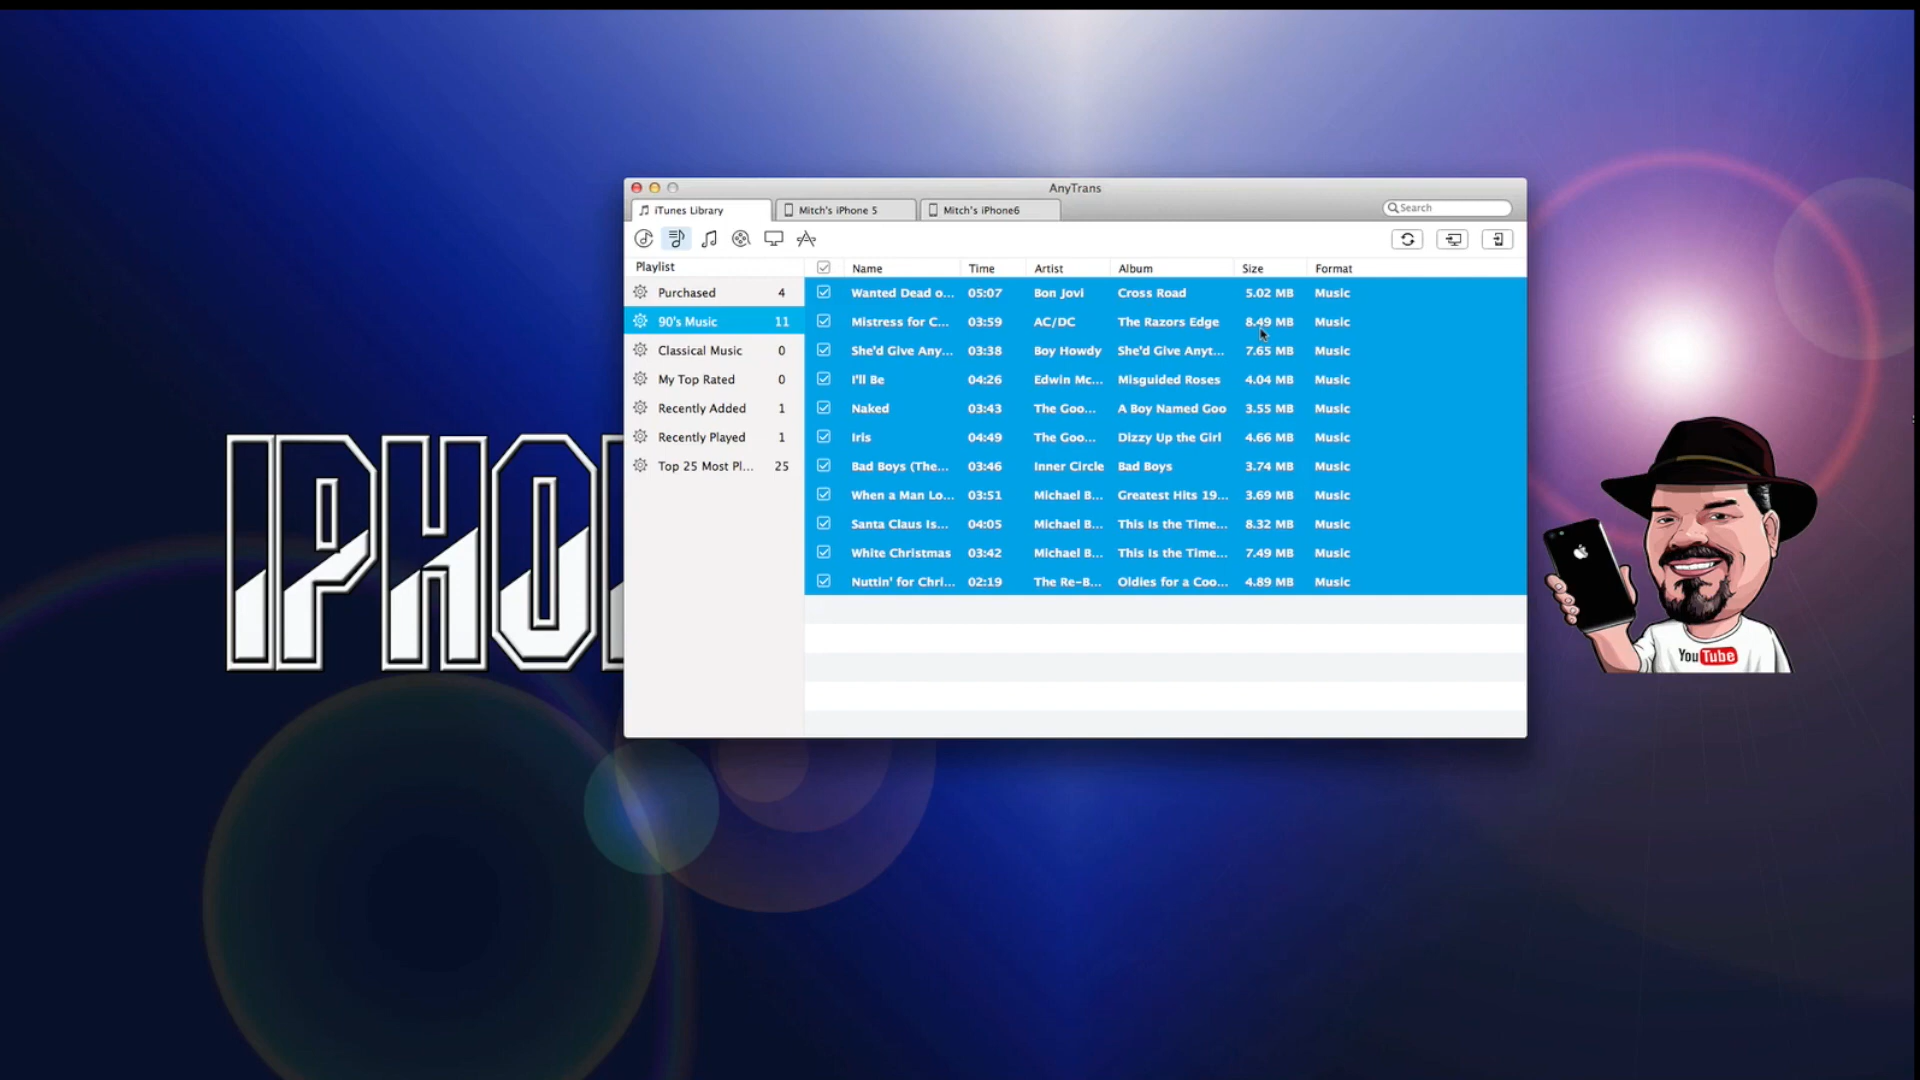 AnyTrans
iTunes Library Mitch's iPhone 5 Mitch's iPhone6 Search
Playlist Name Time Artist Album Size Format
Purchased 4 Wanted Dead o... 05:07 Bon Jovi Cross Road 5.02 MB Music
90's Music 11 Mistress for C... 03:59 AC/DC The Razors Edge 8.49 MB Music
Classical Music 0 She'd Give Any... 03:38 Boy Howdy She'd Give Anyt... 7.65 MB Music
My Top Rated 0 I'll Be 04:26 Edwin Mc... Misguided Roses 4.04 MB Music
Recently Added 1 Naked 03:43 The Goo... A Boy Named Goo 3.55 MB Music
Recently Played 1 Iris 04:49 The Goo... Dizzy Up the Girl 4.66 MB Music
Top 25 Most Pl... 25 Bad Boys (The... 03:46 Inner Circle Bad Boys 3.74 MB Music
When a Man Lo... 03:51 Michael B... Greatest Hits 19... 3.69 MB Music
Santa Claus Is... 04:05 Michael B... This Is the Time... 8.32 MB Music
White Christmas 03:42 Michael B... This Is the Time... 7.49 MB Music
Nuttin' for Chri... 02:19 The Re-B... Oldies for a Coo... 4.89 MB Music
IPHO
YouTube